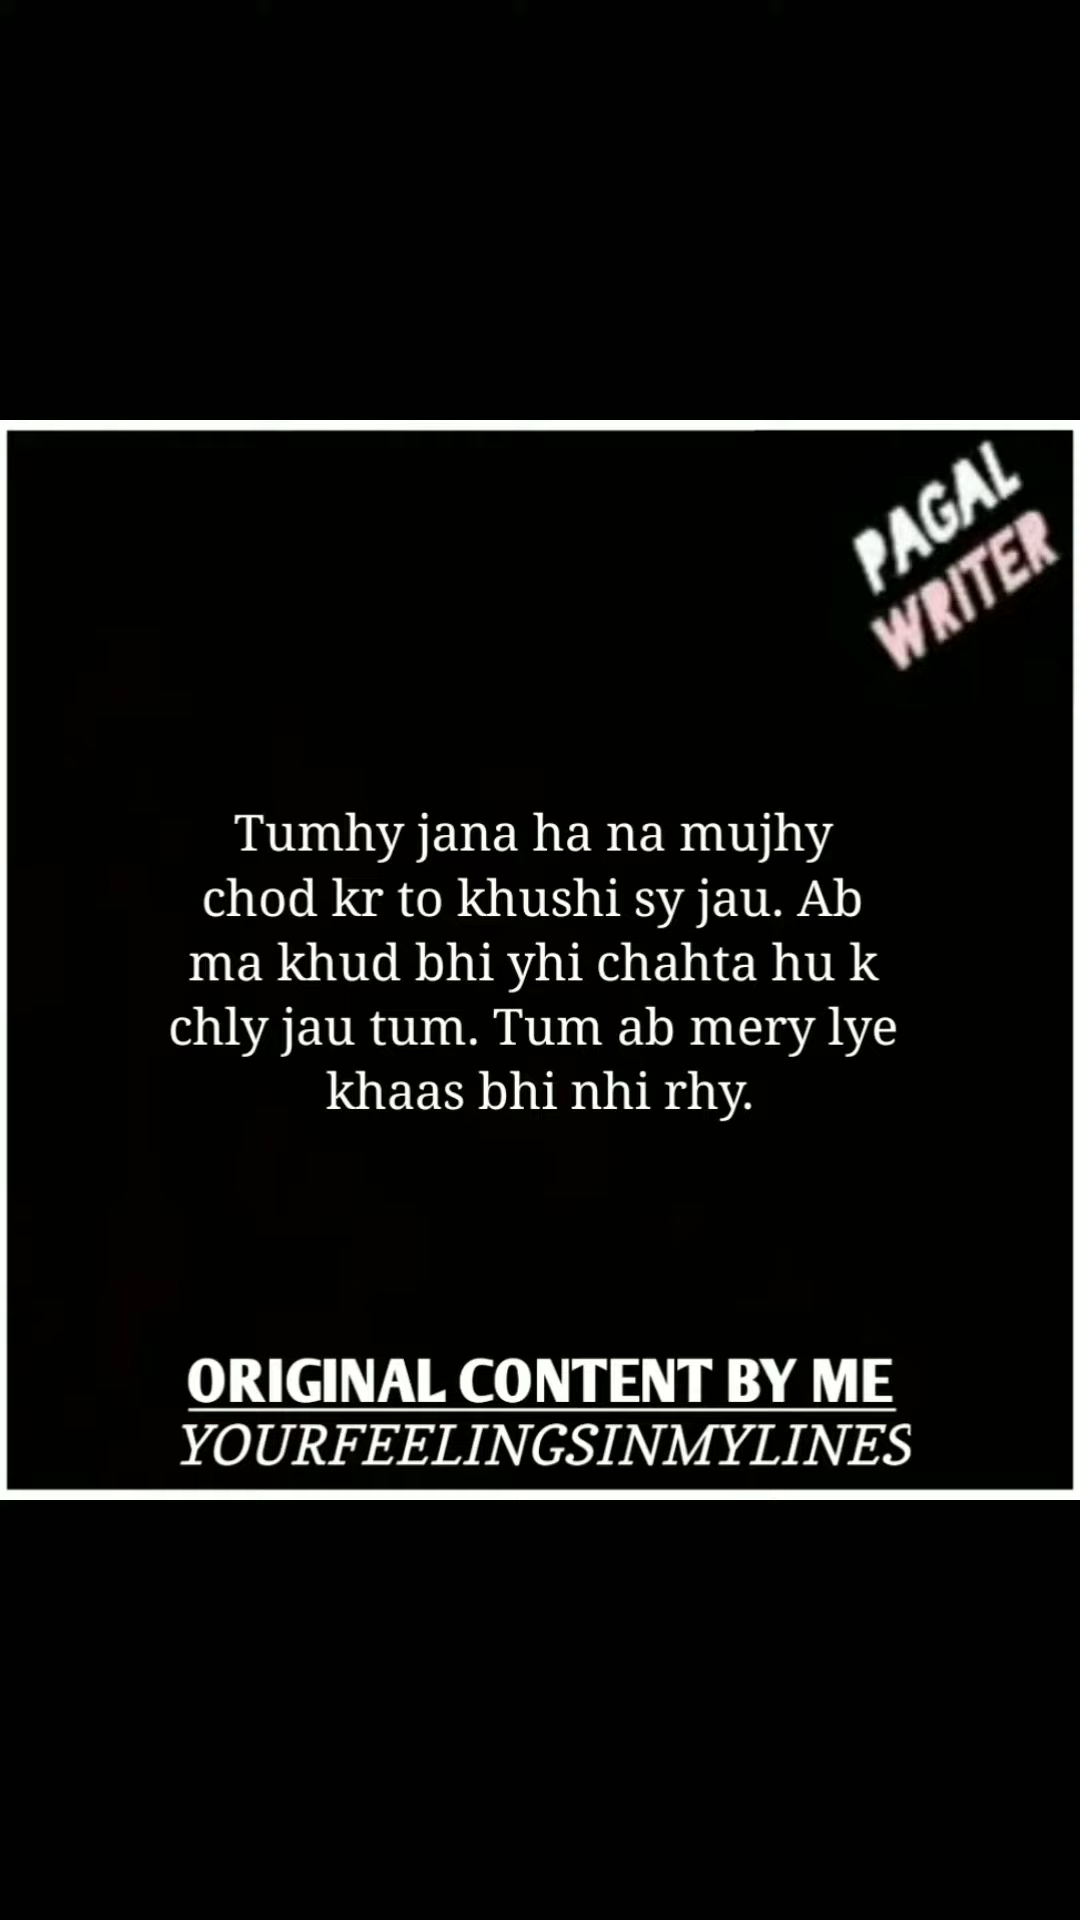 PAGAL
WRITER
Tumhy jana ha na mujhy
chod kr to khushi sy jau. Ab
ma khud bhi yhi chahta hu k
chly jau tum. Tum ab mery lye
khaas bhi nhi rhy.
ORIGINAL CONTENT BY ME
YOURFEELINGSINMYLINES